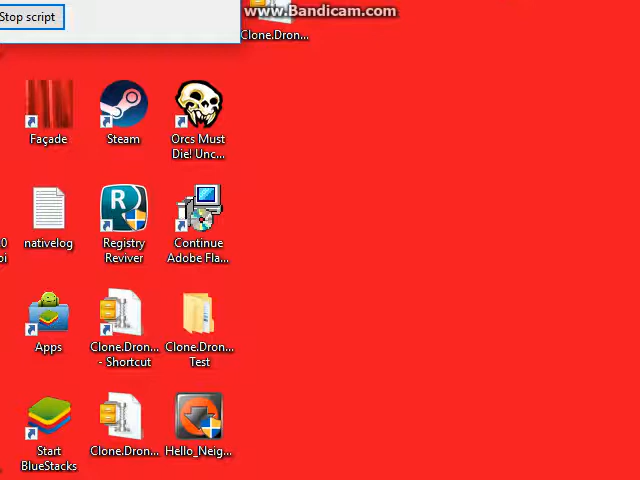 Stop script
www.Bandicam.com
Clone.Dron...
Façade
Steam
Orcs Must
Die! Unc...
nativelog
Registry
Reviver
Continue
Adobe Fla...
Apps
Clone.Dron...
- Shortcut
Clone.Dron...
Test
Start
BlueStacks
Clone.Dron...
Hello_Neig...